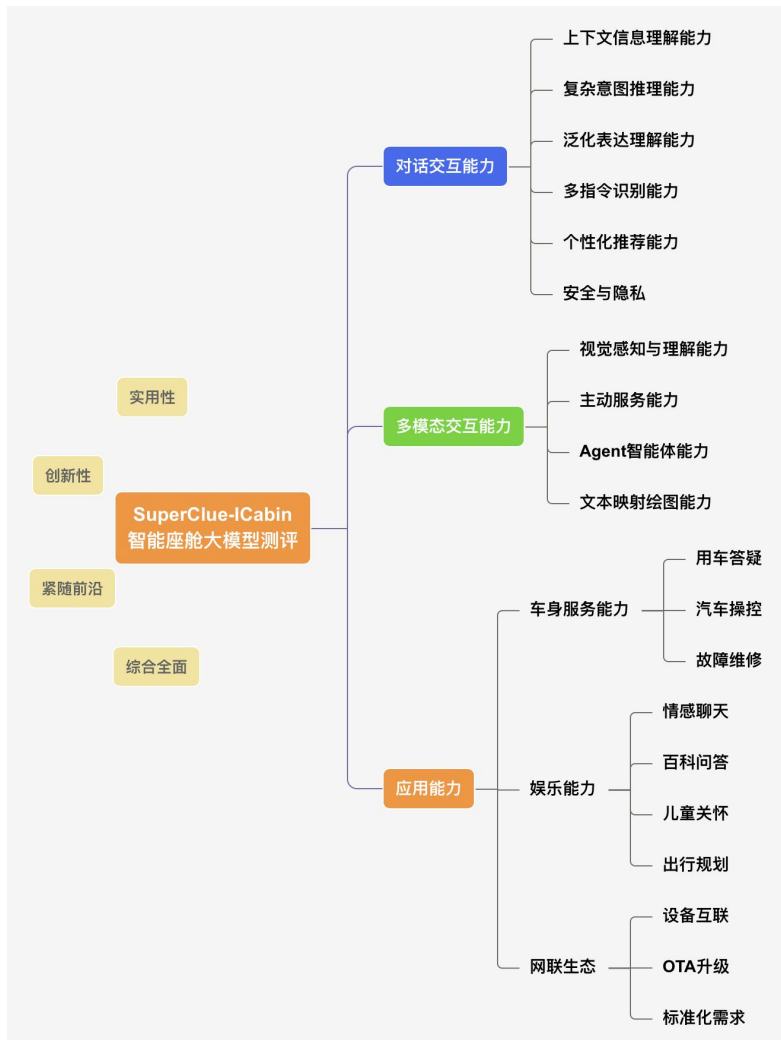 实用性
创新性
SuperClue-ICabin
智能座舱大模型测评
紧随前沿
综合全面
对话交互能力
上下文信息理解能力
复杂意图推理能力
泛化表达理解能力
多指令识别能力
个性化推荐能力
安全与隐私
多模态交互能力
视觉感知与理解能力
主动服务能力
Agent智能体能力
文本映射绘图能力
应用能力
车身服务能力
用车答疑
汽车操控
故障维修
娱乐能力
情感聊天
百科问答
儿童关怀
出行规划
网联生态
设备互联
OTA升级
标准化需求